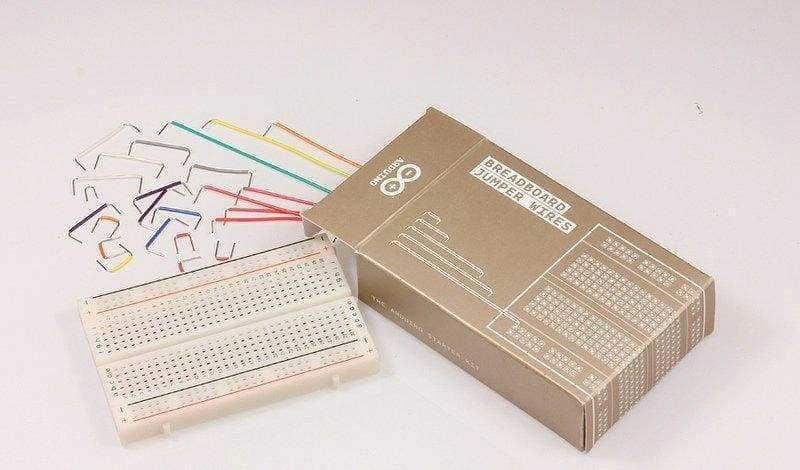 ARDUINO
BREADBOARD
JUMPER WIRES
THE ARDUINO STARTER KIT